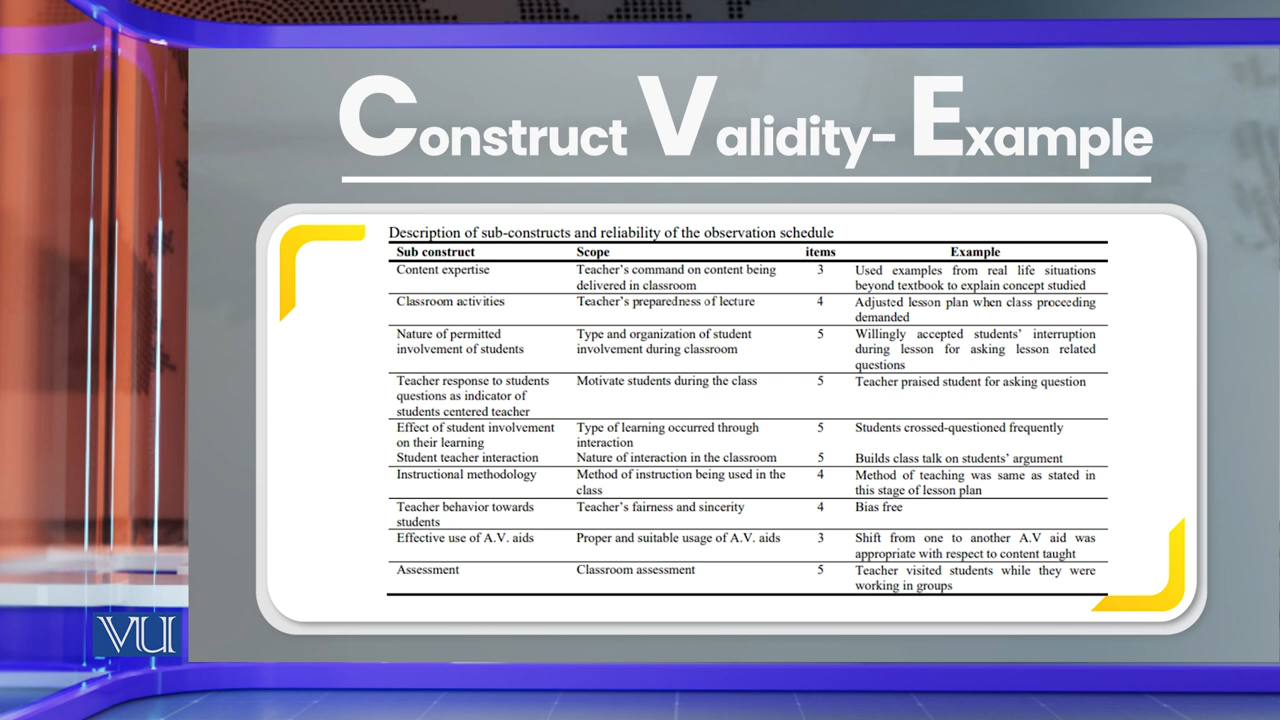 Construct Validity- Example
Description of sub-constructs and reliability of the observation schedule
Sub construct Scope items Example
Content expertise Teacher's command on content being 3 Used examples from real life situations
delivered in classroom beyond textbook to explain concept studied
Classroom activities Teacher's preparedness of lecture 4 Adjusted lesson plan when class proceeding
demanded
Nature of permitted Type and organization of student 5 Willingly accepted students' interruption
involvement of students involvement during classroom during lesson for asking lesson related
questions
Teacher response to students Motivate students during the class 5 Teacher praised student for asking question
questions as indicator of
students centered teacher
Effect of student involvement Type of learning occurred through 5 Students crossed-questioned frequently
on their learning interaction
Student teacher interaction Nature of interaction in the classroom 5 Builds class talk on students' argument
Instructional methodology Method of instruction being used in the 4 Method of teaching was same as stated in
class this stage of lesson plan
Teacher behavior towards Teacher's fairness and sincerity 4 Bias free
students
Effective use of A.V. aids Proper and suitable usage of A.V. aids 3 Shift from one to another A.V aid was
appropriate with respect to content taught
Assessment Classroom assessment 5 Teacher visited students while they were
working in groups
VU